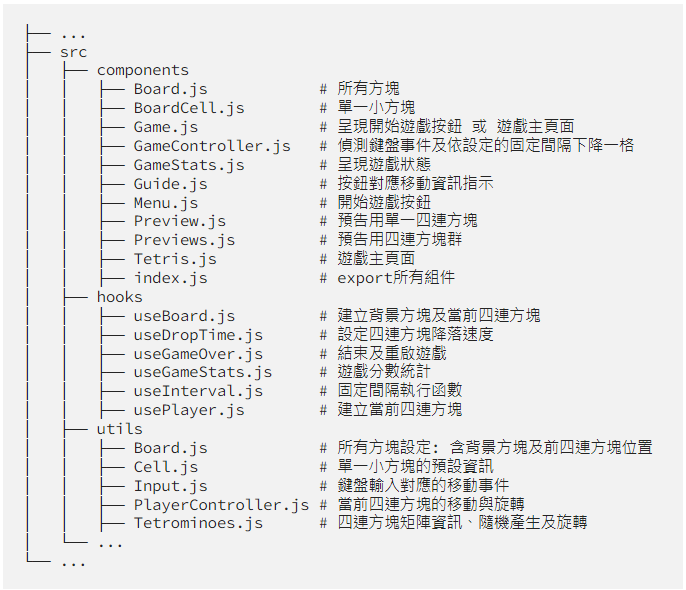 ├── ...
├── src
│   ├── components
│   │   ├── Board.js            # 所有方塊
│   │   ├── BoardCell.js        # 單一小方塊
│   │   ├── Game.js             # 呈現開始遊戲按鈕 或 遊戲主頁面
│   │   ├── GameController.js   # 偵測鍵盤事件及依設定的固定間隔下降一格
│   │   ├── GameStats.js        # 呈現遊戲狀態
│   │   ├── Guide.js            # 按鈕對應移動資訊指示
│   │   ├── Menu.js             # 開始遊戲按鈕
│   │   ├── Preview.js          # 預告用單一四連方塊
│   │   ├── Previews.js         # 預告用四連方塊群
│   │   ├── Tetris.js           # 遊戲主頁面
│   │   ├── index.js            # export所有組件
│   ├── hooks
│   │   ├── useBoard.js         # 建立背景方塊及當前四連方塊
│   │   ├── useDropTime.js      # 設定四連方塊降落速度
│   │   ├── useGameOver.js      # 結束及重啟遊戲
│   │   ├── useGameStats.js     # 遊戲分數統計
│   │   ├── useInterval.js      # 固定間隔執行函數
│   │   ├── usePlayer.js        # 建立當前四連方塊
│   ├── utils
│   │   ├── Board.js            # 所有方塊設定: 含背景方塊及前四連方塊位置
│   │   ├── Cell.js             # 單一小方塊的預設資訊
│   │   ├── Input.js            # 鍵盤輸入對應的移動事件
│   │   ├── PlayerController.js # 當前四連方塊的移動與旋轉
│   │   ├── Tetrominoes.js      # 四連方塊矩陣資訊、隨機產生及旋轉
│   └── ...
└── ...